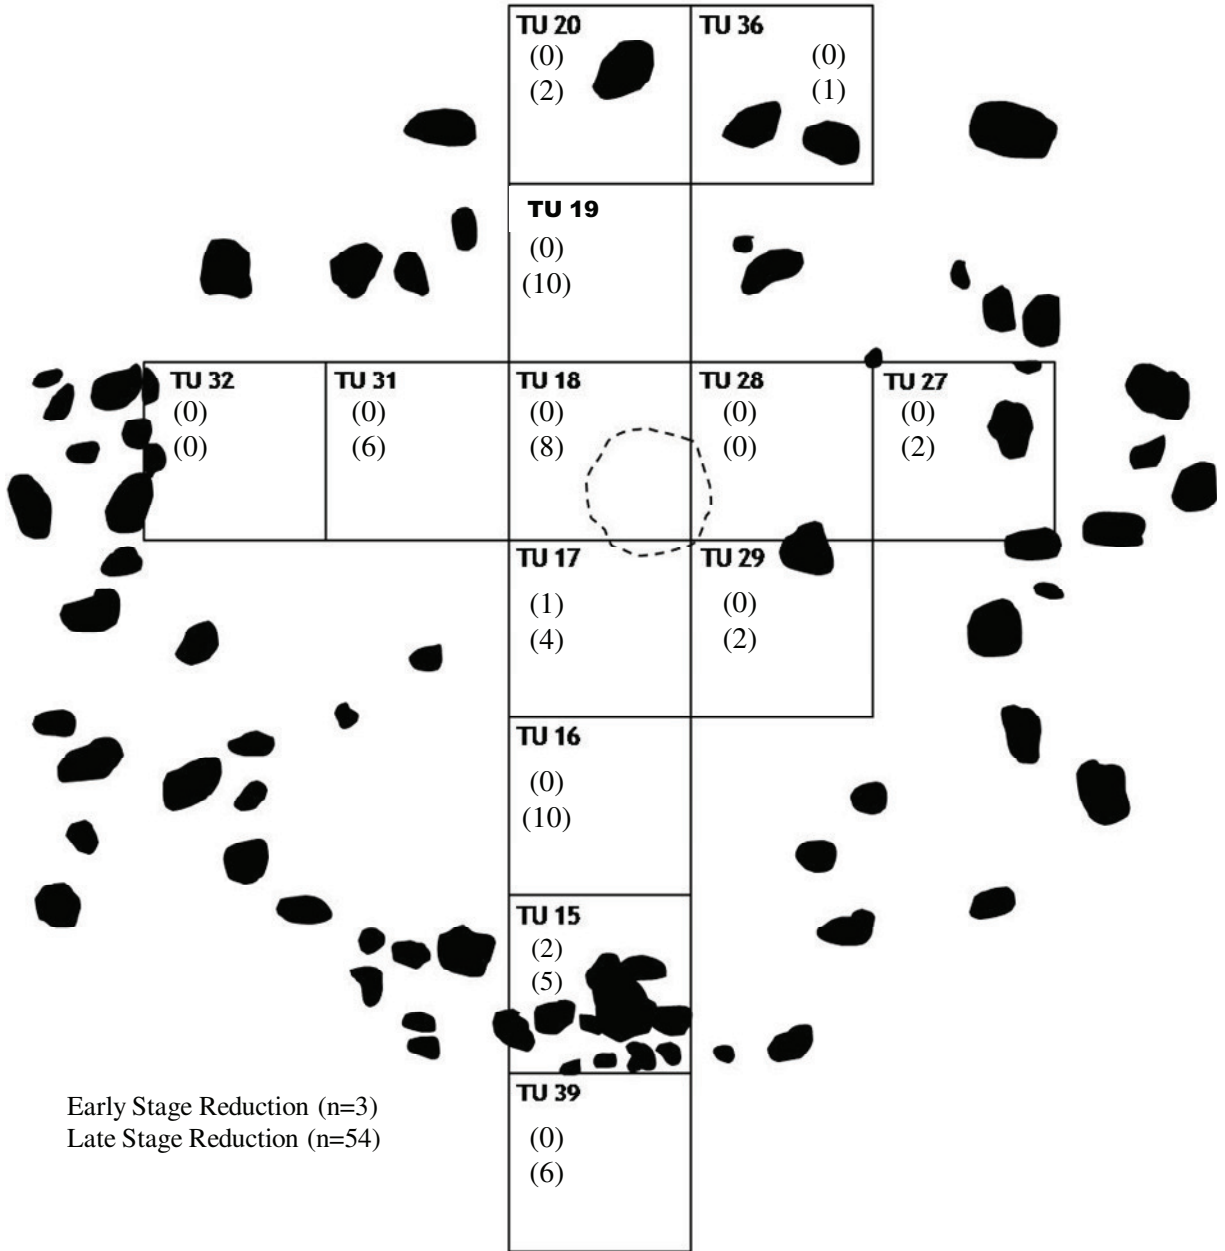 TU 20
(0)
(2)
TU 36
(0)
(1)
TU 19
(0)
(10)
TU 32
(0)
(0)
TU 31
(0)
(6)
TU 18
(0)
(8)
TU 28
(0)
(0)
TU 27
(0)
(2)
TU 17
(1)
(4)
TU 29
(0)
(2)
TU 16
(0)
(10)
TU 15
(2)
(5)
TU 39
(0)
(6)
Early Stage Reduction (n=3)
Late Stage Reduction (n=54)